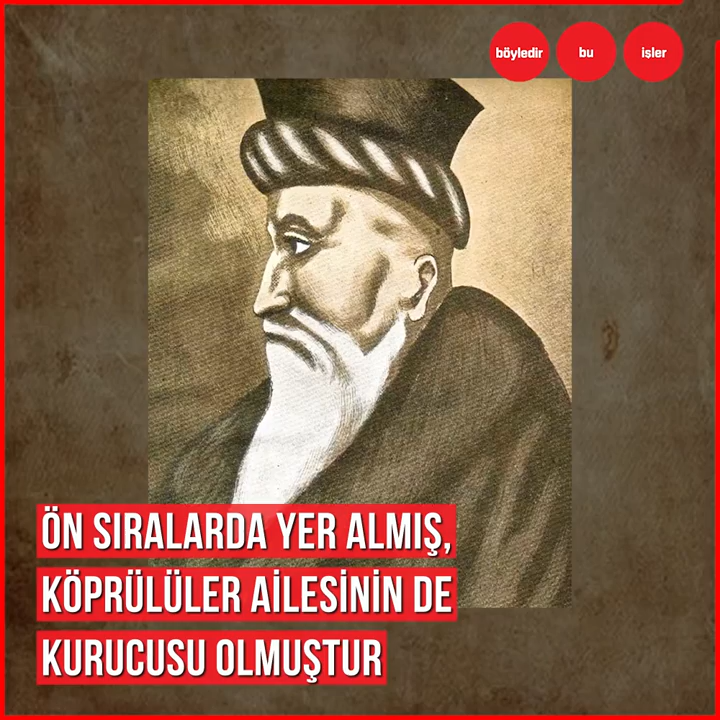 böyledir bu işler
ÖN SIRALARDA YER ALMIŞ,
KÖPRÜLÜLER AİLESİNİN DE
KURUCUSU OLMUŞTUR